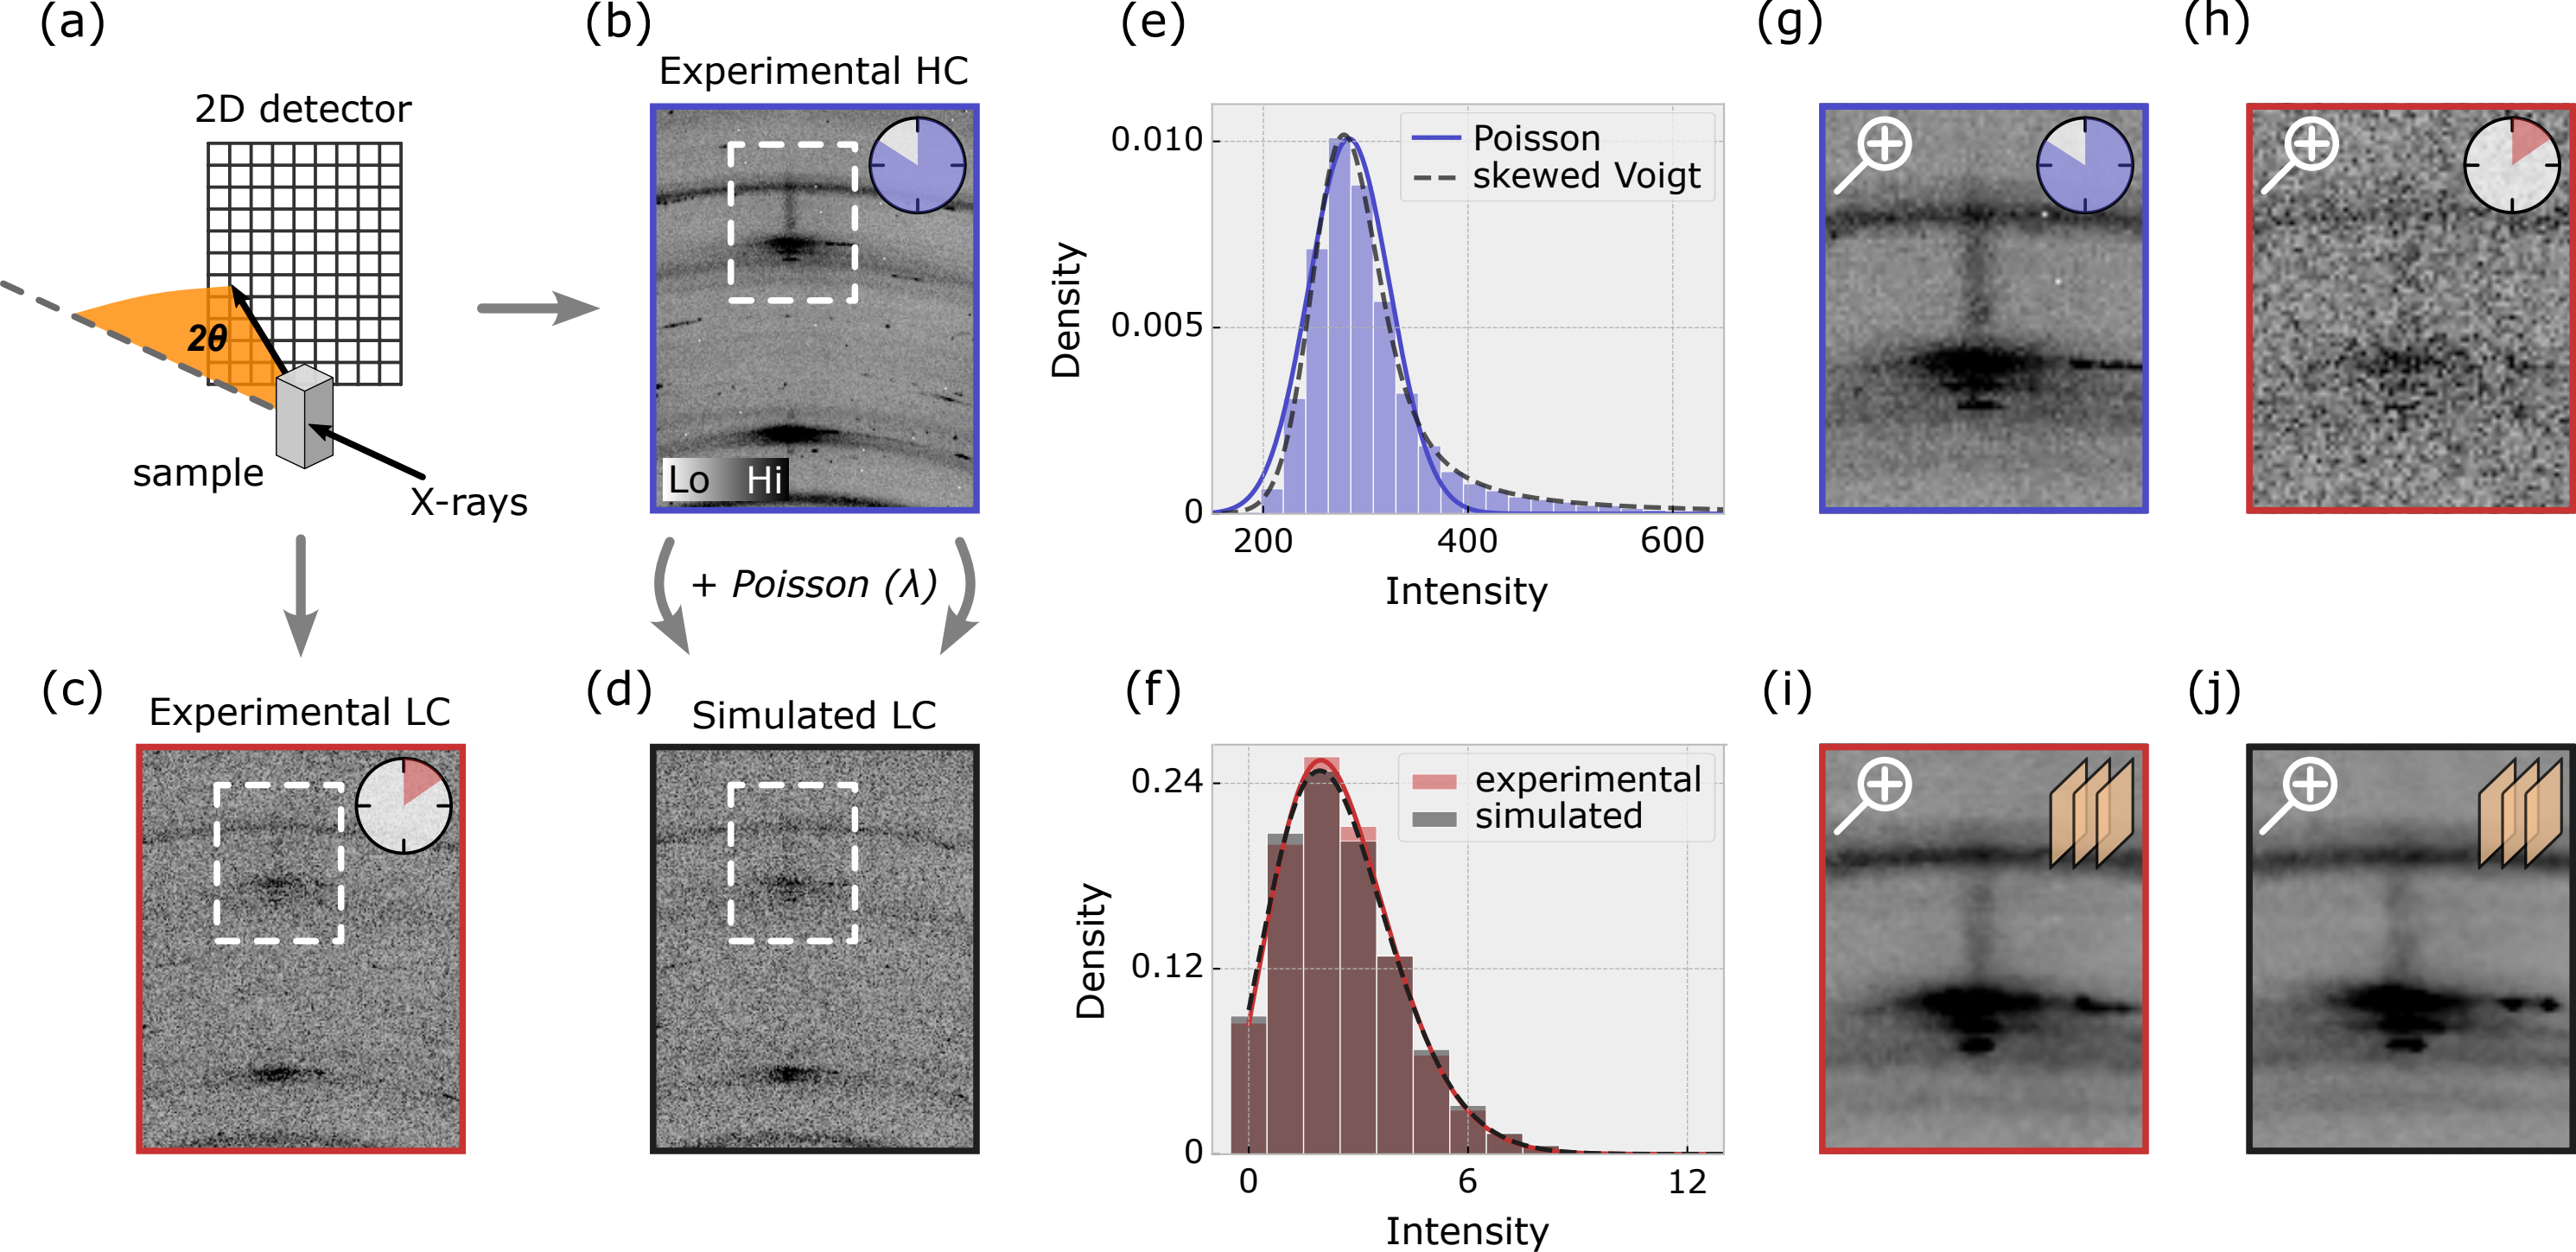 (a)
2D detector
2θ
sample
X-rays
(b)
Experimental HC
Lo Hi
+ Poisson (λ)
(c)
Experimental LC
(d)
Simulated LC
(e)
Density
0.010
0.005
0
Poisson
skewed Voigt
200 400 600
Intensity
(f)
Density
0.24
0.12
0
experimental
simulated
0 6 12
Intensity
(g)
(h)
(i)
(j)